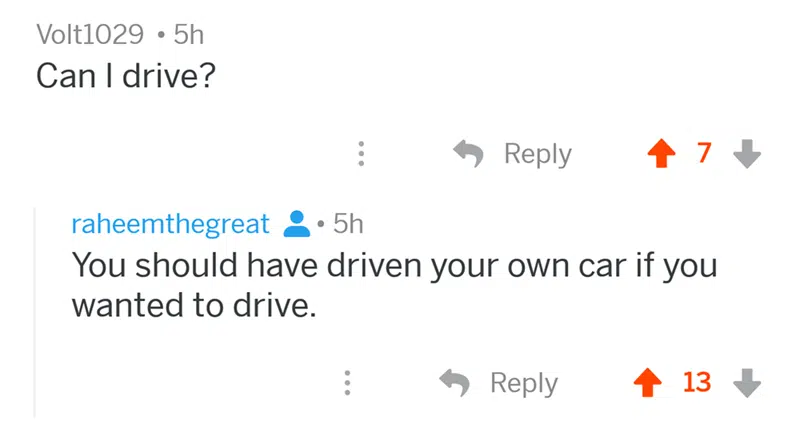 Volt1029 • 5h
Can I drive?
Reply 7
raheemthegreat • 5h
You should have driven your own car if you
wanted to drive.
Reply 13